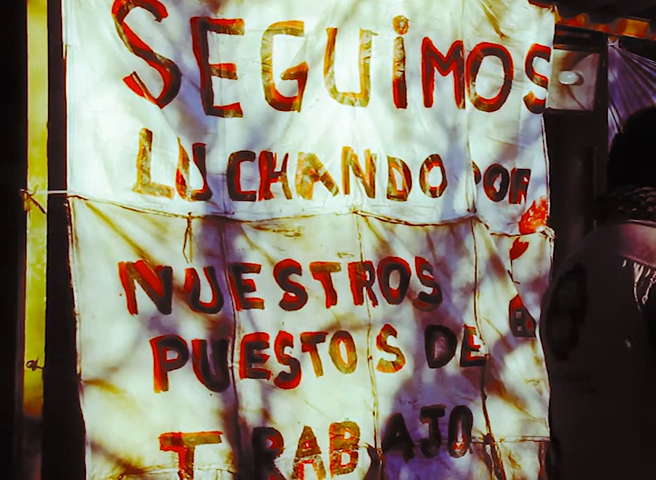 SEGUiMOS
LUCHANDO POR
NUESTROS
PUESTOS DE
TRABAJO